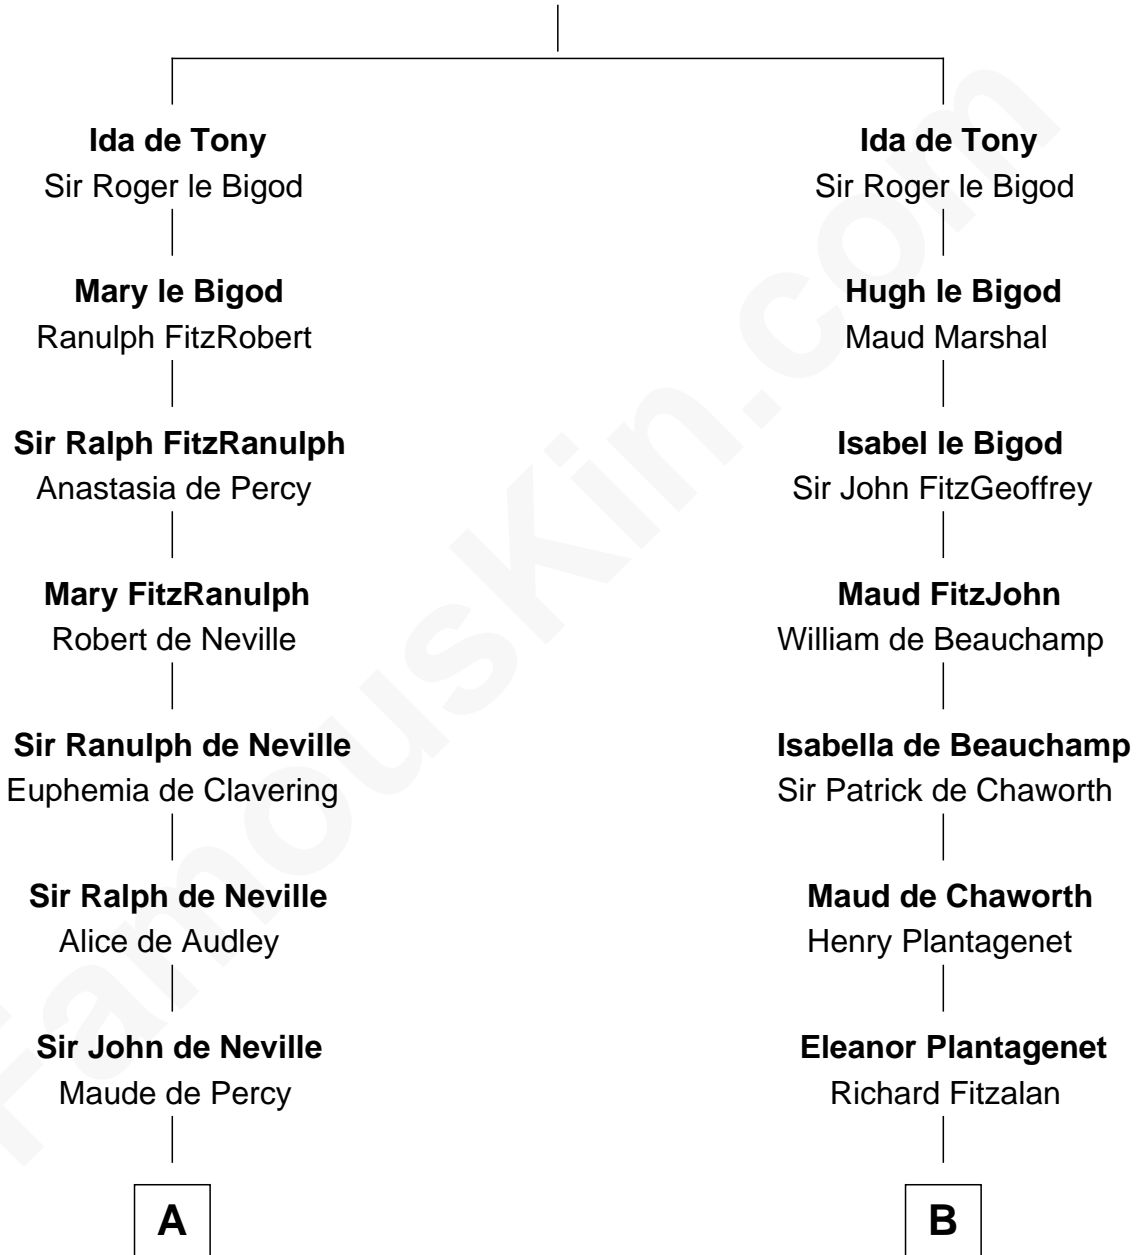 Ida de Tony
Sir Roger le Bigod
Mary le Bigod
Ranulph FitzRobert
Sir Ralph FitzRanulph
Anastasia de Percy
Mary FitzRanulph
Robert de Neville
Sir Ranulph de Neville
Euphemia de Clavering
Sir Ralph de Neville
Alice de Audley
Sir John de Neville
Maude de Percy
A
Ida de Tony
Sir Roger le Bigod
Hugh le Bigod
Maud Marshal
Isabel le Bigod
Sir John FitzGeoffrey
Maud FitzJohn
William de Beauchamp
Isabella de Beauchamp
Sir Patrick de Chaworth
Maud de Chaworth
Henry Plantagenet
Eleanor Plantagenet
Richard Fitzalan
B
FamousKin.com